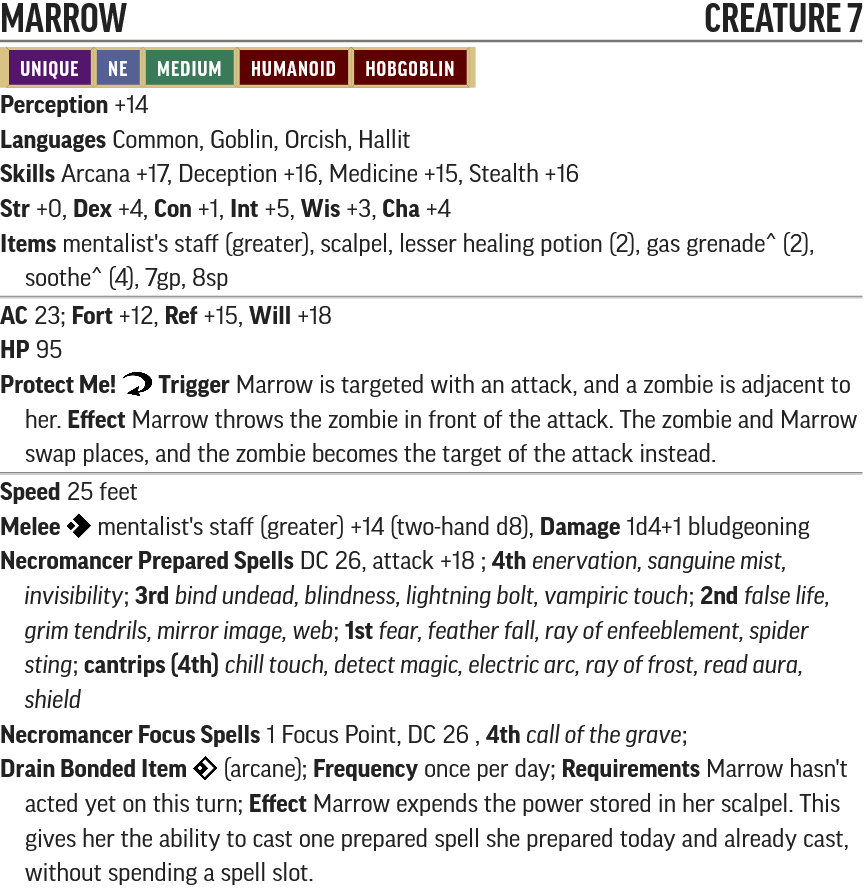 MARROW CREATURE 7
UNIQUE NE MEDIUM HUMANOID HOBGOBLIN
Perception +14
Languages Common, Goblin, Orcish, Hallit
Skills Arcana +17, Deception +16, Medicine +15, Stealth +16
Str +0, Dex +4, Con +1, Int +5, Wis +3, Cha +4
Items mentalist's staff (greater), scalpel, lesser healing potion (2), gas grenade^ (2),
soothe^ (4), 7gp, 8sp
AC 23; Fort +12, Ref +15, Will +18
HP 95
Protect Me! Trigger Marrow is targeted with an attack, and a zombie is adjacent to
her. Effect Marrow throws the zombie in front of the attack. The zombie and Marrow
swap places, and the zombie becomes the target of the attack instead.
Speed 25 feet
Melee mentalist's staff (greater) +14 (two-hand d8), Damage 1d4+1 bludgeoning
Necromancer Prepared Spells DC 26, attack +18 ; 4th enervation, sanguine mist,
invisibility; 3rd bind undead, blindness, lightning bolt, vampiric touch; 2nd false life,
grim tendrils, mirror image, web; 1st fear, feather fall, ray of enfeeblement, spider
sting; cantrips (4th) chill touch, detect magic, electric arc, ray of frost, read aura,
shield
Necromancer Focus Spells 1 Focus Point, DC 26 , 4th call of the grave;
Drain Bonded Item (arcane); Frequency once per day; Requirements Marrow hasn't
acted yet on this turn; Effect Marrow expends the power stored in her scalpel. This
gives her the ability to cast one prepared spell she prepared today and already cast,
without spending a spell slot.